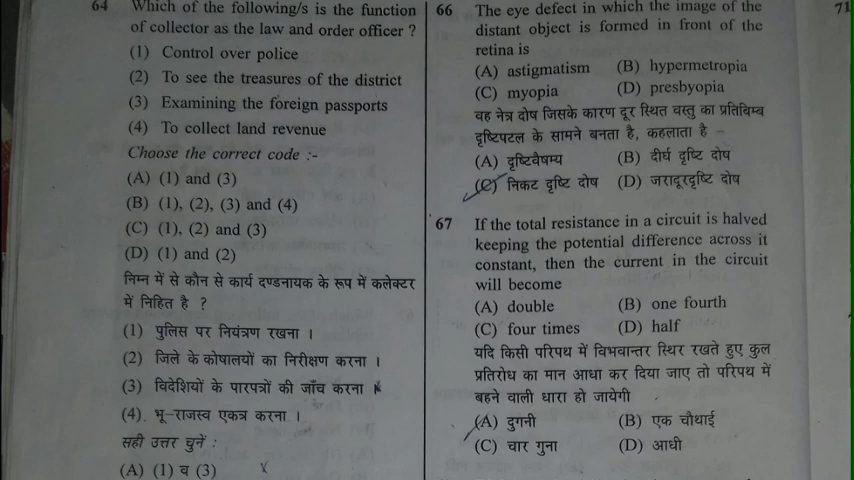 64 Which of the following/s is the function
of collector as the law and order officer ?
(1) Control over police
(2) To see the treasures of the district
(3) Examining the foreign passports
(4) To collect land revenue
Choose the correct code :-
(A) (1) and (3)
(B) (1), (2), (3) and (4)
(C) (1), (2) and (3)
(D) (1) and (2)
निम्न में से कौन से कार्य दण्डनायक के रूप में कलेक्टर
में निहित है ?
(1) पुलिस पर नियंत्रण रखना ।
(2) जिले के कोषालयों का निरीक्षण करना ।
(3) विदेशियों के पारपत्रों की जाँच करना ।
(4). भू-राजस्व एकत्र करना ।
सही उत्तर चुनें :
(A) (1) व (3)
66 The eye defect in which the image of the
distant object is formed in front of the
retina is
(A) astigmatism (B) hypermetropia
(C) myopia (D) presbyopia
वह नेत्र दोष जिसके कारण दूर स्थित वस्तु का प्रतिबिम्ब
दृष्टिपटल के सामने बनता है, कहलाता है –
(A) दृष्टिवैषम्य (B) दीर्घ दृष्टि दोष
(C) निकट दृष्टि दोष (D) जरादूरदृष्टि दोष
67 If the total resistance in a circuit is halved
keeping the potential difference across it
constant, then the current in the circuit
will become
(A) double (B) one fourth
(C) four times (D) half
यदि किसी परिपथ में विभवान्तर स्थिर रखते हुए कुल
प्रतिरोध का मान आधा कर दिया जाए तो परिपथ में
बहने वाली धारा हो जायेगी
(A) दुगनी (B) एक चौथाई
(C) चार गुना (D) आधी
71